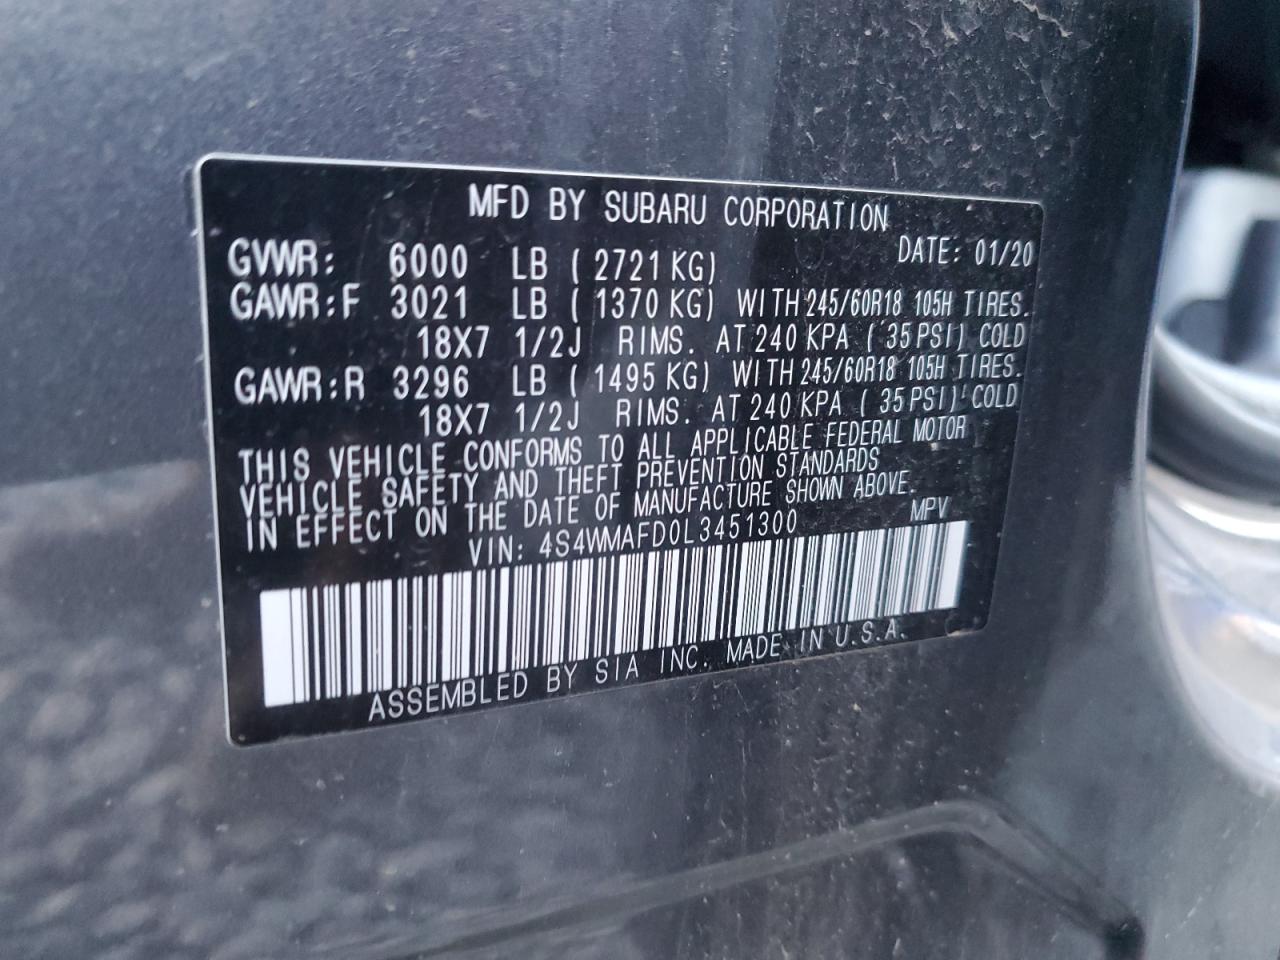 MFD BY SUBARU CORPORATION
DATE: 01/20
GVWR: 6000 LB ( 2721 KG)
GAWR:F 3021 LB ( 1370 KG) WITH 245/60R18 105H TIRES.
18X7 1/2J RIMS. AT 240 KPA ( 35 PSI) COLD
GAWR:R 3296 LB ( 1495 KG) WITH 245/60R18 105H TIRES.
18X7 1/2J RIMS. AT 240 KPA ( 35 PSI) COLD
THIS VEHICLE CONFORMS TO ALL APPLICABLE FEDERAL MOTOR
VEHICLE SAFETY AND THEFT PREVENTION STANDARDS
IN EFFECT ON THE DATE OF MANUFACTURE SHOWN ABOVE.
VIN: 4S4WMAFD0L3451300 MPV
ASSEMBLED BY SIA INC. MADE IN U.S.A.